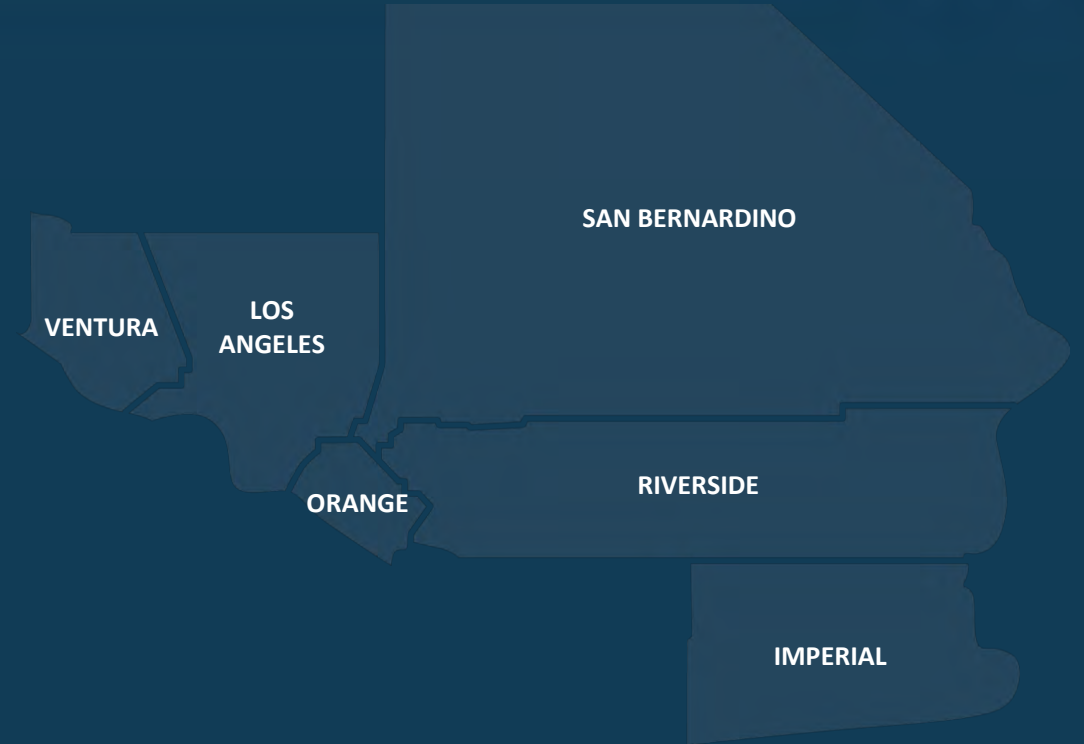 SAN BERNARDINO
VENTURA
LOS
ANGELES
ORANGE
RIVERSIDE
IMPERIAL